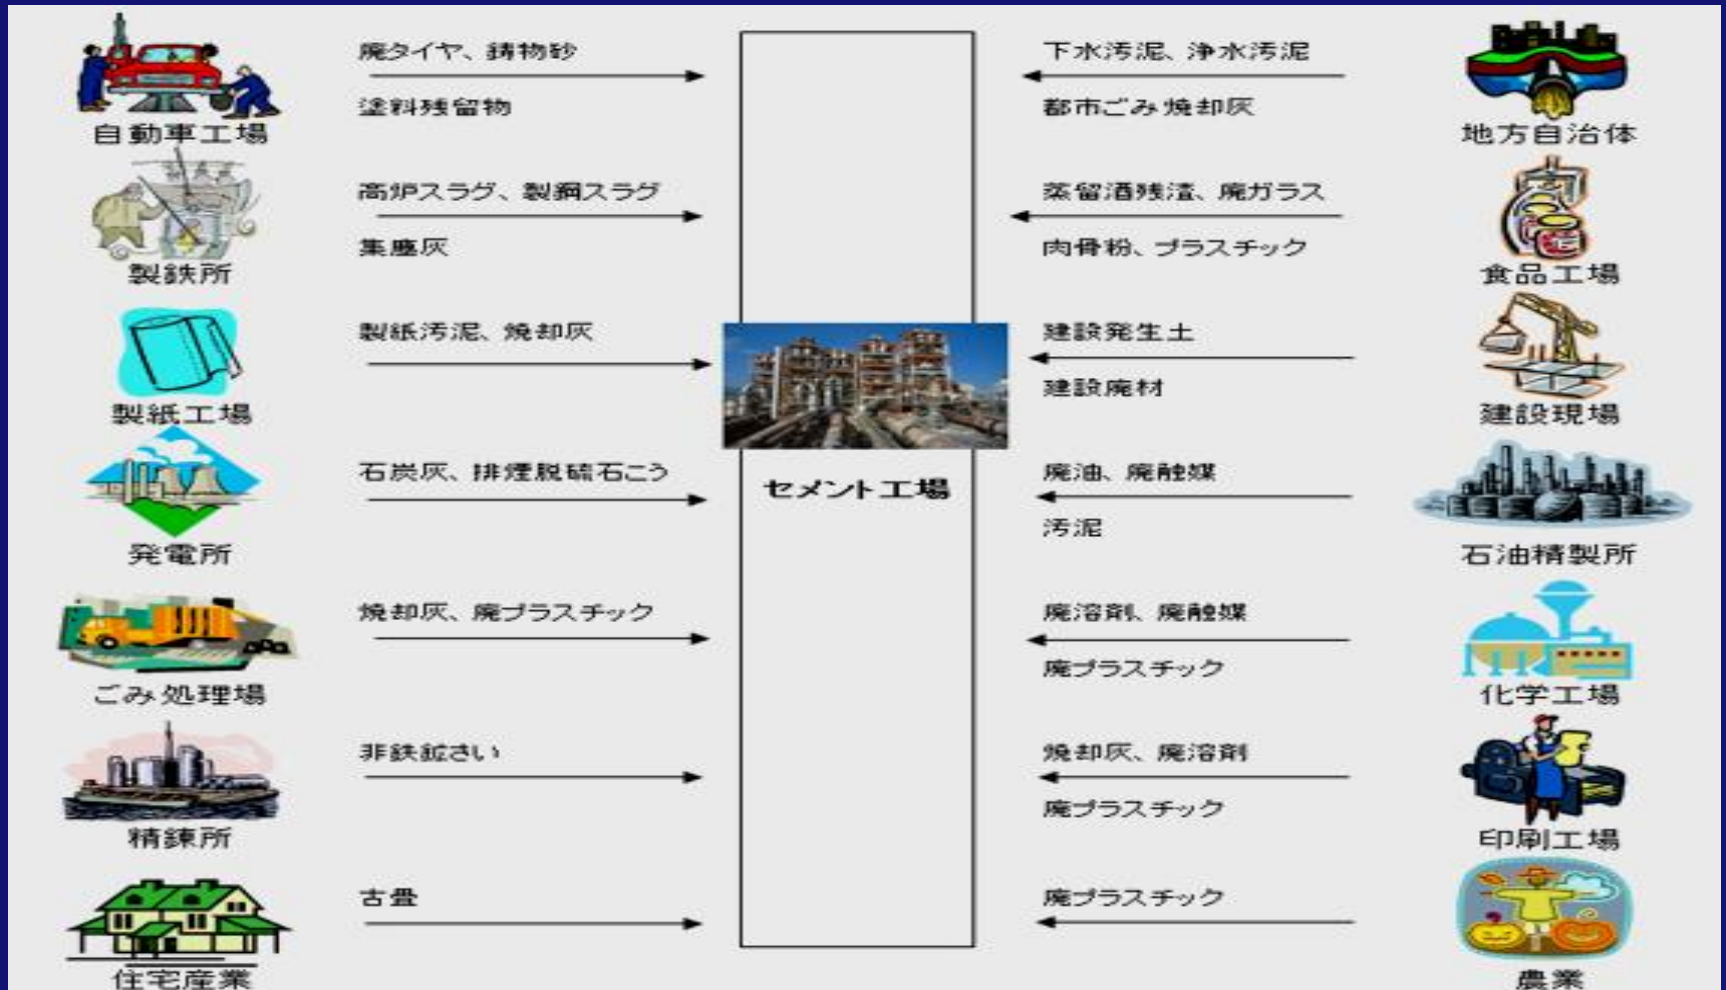 廃タイヤ、鋳物砂
塗料残留物
自動車工場
高炉スラグ、製鋼スラグ
集塵灰
製鉄所
製紙汚泥、焼却灰
製紙工場
石炭灰、排煙脱硫石こう
発電所
焼却灰、廃プラスチック
ごみ処理場
非鉄鉱さい
精錬所
古畳
住宅産業
セメント工場
下水汚泥、浄水汚泥
都市ごみ焼却灰
地方自治体
蒸留酒残渣、廃ガラス
肉骨粉、プラスチック
食品工場
建設発生土
建設廃材
建設現場
廃油、廃触媒
汚泥
石油精製所
廃溶剤、廃触媒
廃プラスチック
化学工場
焼却灰、廃溶剤
廃プラスチック
印刷工場
廃プラスチック
農業